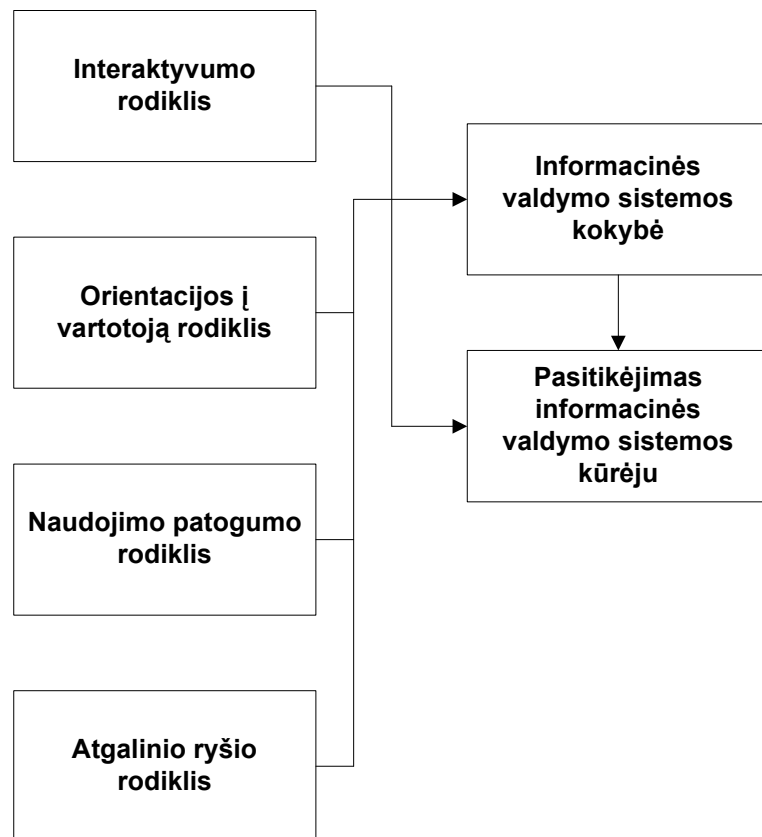 Interaktyvumo
rodiklis
Orientacijos į
vartotoją rodiklis
Naudojimo patogumo
rodiklis
Atgalinio ryšio
rodiklis
Informacinės
valdymo sistemos
kokybė
Pasitikėjimas
informacinės
valdymo sistemos
kūrėju